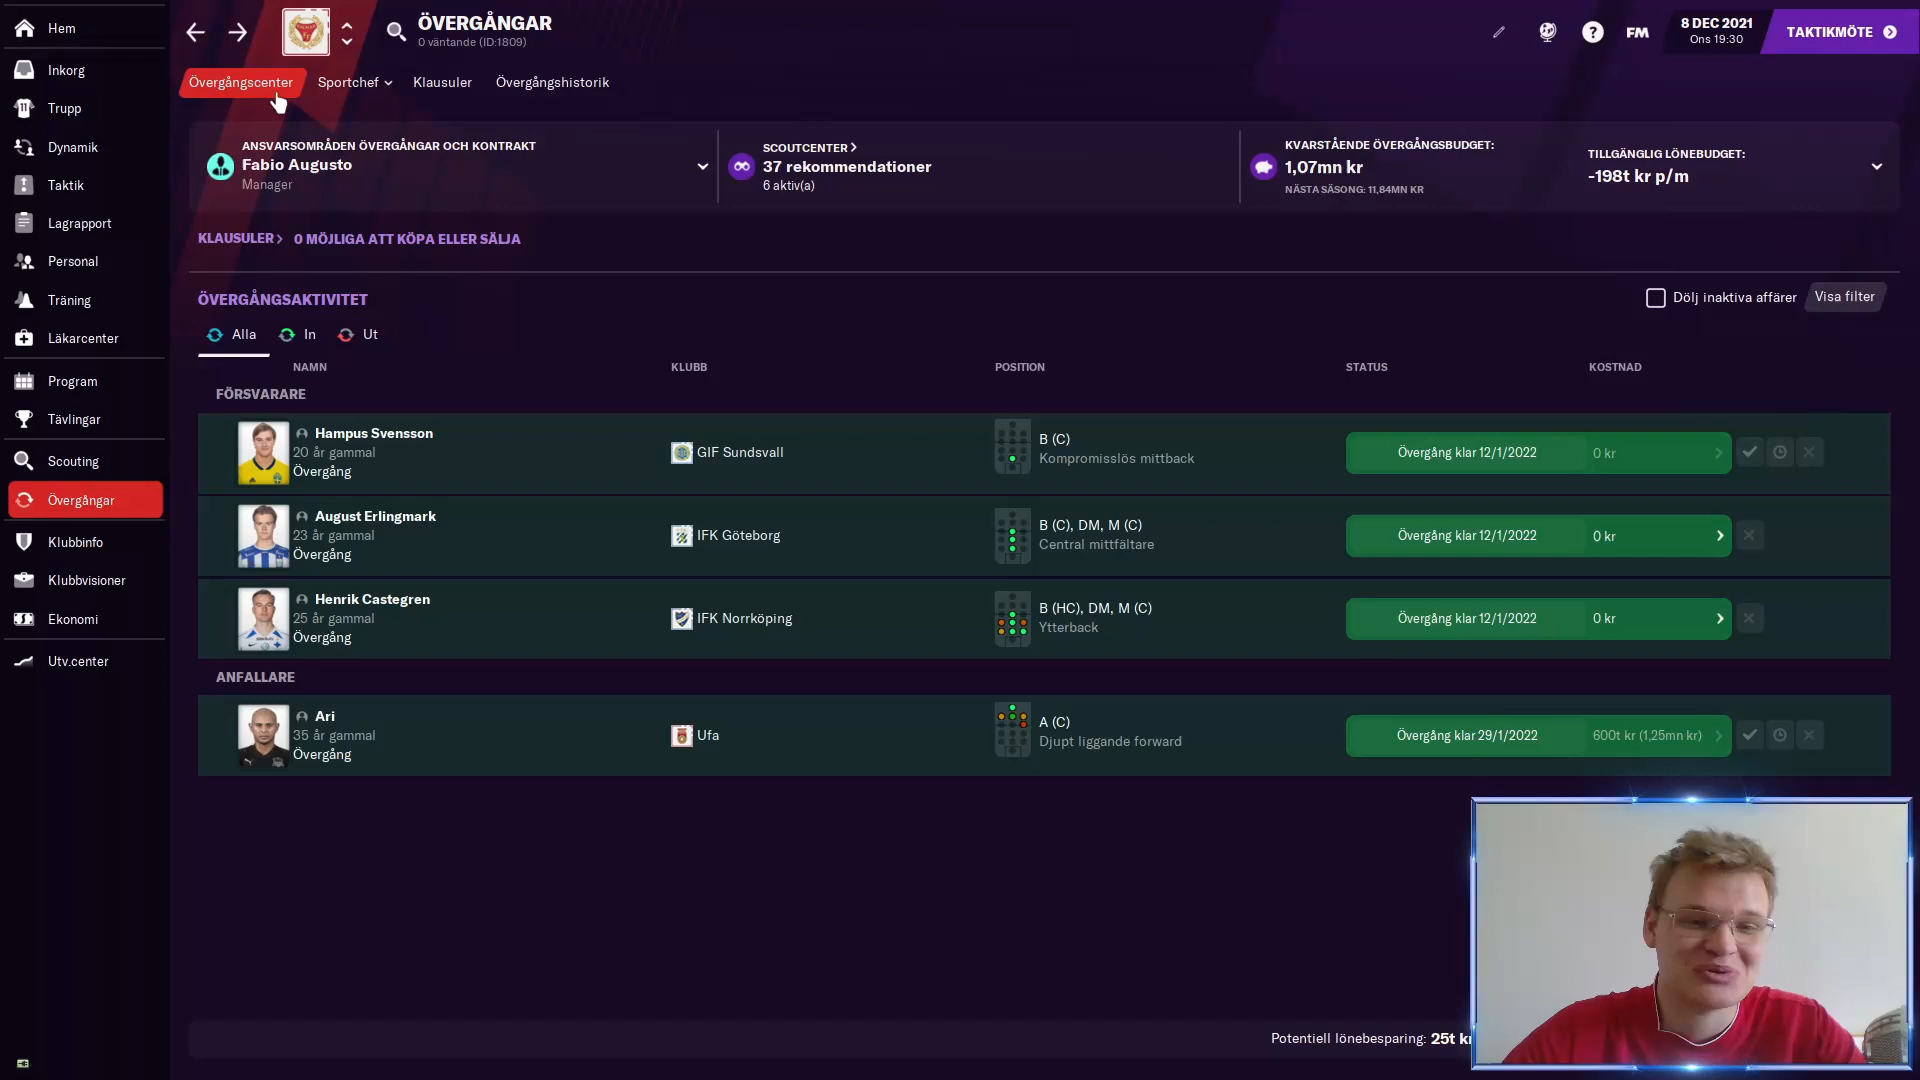 Hem
Inkorg
Trupp
Dynamik
Taktik
Lagrapport
Personal
Träning
Läkarcenter
Program
Tävlingar
Scouting
Övergångar
Klubbinfo
Klubbvisioner
Ekonomi
Utv.center
ÖVERGÅNGAR
0 väntande (ID:1809)
FM
8 DEC 2021
Ons 19:30
TAKTIKMÖTE
Övergångscenter Sportchef Klausuler Övergångshistorik
ANSVARSOMRÅDEN ÖVERGÅNGAR OCH KONTRAKT
Fabio Augusto
Manager
SCOUTCENTER
37 rekommendationer
6 aktiv(a)
KVARSTÅENDE ÖVERGÅNGSBUDGET:
1,07mn kr
NÄSTA SÄSONG: 11,84MN KR
TILLGÄNGLIG LÖNEBUDGET:
-198t kr p/m
KLAUSULER > 0 MÖJLIGA ATT KÖPA ELLER SÄLJA
ÖVERGÅNGSAKTIVITET
Dölj inaktiva affärer Visa filter
Alla In Ut
NAMN KLUBB POSITION STATUS KOSTNAD
FÖRSVARARE
Hampus Svensson
20 år gammal
Övergång
GIF Sundsvall
B (C)
Kompromisslös mittback
Övergång klar 12/1/2022 0 kr
August Erlingmark
23 år gammal
Övergång
IFK Göteborg
B (C), DM, M (C)
Central mittfältare
Övergång klar 12/1/2022 0 kr
Henrik Castegren
25 år gammal
Övergång
IFK Norrköping
B (HC), DM, M (C)
Ytterback
Övergång klar 12/1/2022 0 kr
ANFALLARE
Ari
35 år gammal
Övergång
Ufa
A (C)
Djupt liggande forward
Övergång klar 29/1/2022 600t kr (1,25mn kr)
Potentiell lönebesparing: 25t kr